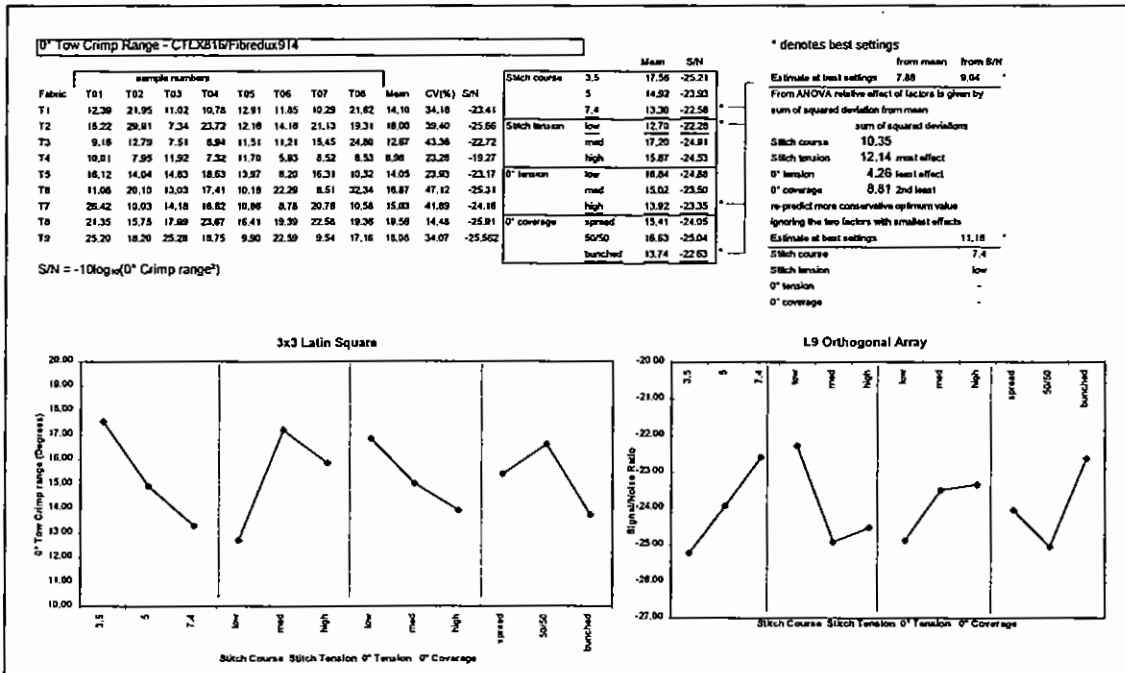 0° Tow Crimp Range - CTLX816/Fibredux914
sample numbers
Fabric T01 T02 T03 T04 T05 T06 T07 T08 Mean CV(%) S/N
T1 12,39 21,95 11,02 10,78 12,91 11,85 10,29 21,62 14,10 34,18 -23,41
T2 15,22 29,91 7,34 23,72 12,16 14,16 21,13 19,31 18,00 39,40 -25,66
T3 9,16 12,79 7,51 8,94 11,51 11,21 15,45 24,80 12,67 43,36 -22,72
T4 10,01 7,95 11,92 7,32 11,70 5,83 8,52 8,53 8,98 23,28 -19,27
T5 16,12 14,04 14,83 18,63 13,97 8,20 16,31 10,32 14,05 23,93 -23,17
T6 11,06 20,10 13,03 17,41 10,18 22,29 8,51 32,34 16,87 47,12 -25,31
T7 26,42 10,03 14,18 16,62 10,86 8,78 20,78 10,58 15,03 41,69 -24,16
T8 21,35 15,75 17,99 23,67 16,41 19,39 22,58 19,36 19,56 14,48 -25,91
T9 25,20 18,20 25,28 18,75 9,90 22,59 9,54 17,16 18,08 34,07 -25,562
S/N = -10log₁₀(0° Crimp range²)
Mean S/N
Stitch course 3,5 17,56 -25,21
5 14,92 -23,93
7,4 13,30 -22,58 *
Stitch tension low 12,70 -22,28 *
med 17,20 -24,91
high 15,87 -24,53
0° tension low 16,84 -24,88
med 15,02 -23,50
high 13,92 -23,35 *
0° coverage spread 15,41 -24,05
50/50 16,63 -25,04
bunched 13,74 -22,63 *
* denotes best settings
from mean from S/N
Estimate at best settings 7,88 9,04 *
From ANOVA relative effect of factors is given by
sum of squared deviation from mean
sum of squared deviations
Stitch course 10.35
Stitch tension 12,14 most effect
0° tension 4.26 least effect
0° coverage 8,81 2nd least
re-predict more conservative optimum value
ignoring the two factors with smallest effects
Estimate at best settings 11,18 *
Stitch course 7.4
Stitch tension low
0° tension -
0° coverage -
3x3 Latin Square
0° Tow Crimp range (Degrees)
20.00
19.00
18.00
17.00
16.00
15.00
14.00
13.00
12.00
11.00
10,00
3,5 5 7,4 low med high low med high spread 50/50 bunched
Stitch Course Stitch Tension 0° Tension 0° Coverage
L9 Orthogonal Array
Signal/Noise Ratio
-20.00
-21.00
-22.00
-23.00
-24.00
-25.00
-26.00
-27.00
3,5 5 7,4 low med high low med high spread 50/50 bunched
Stitch Course Stitch Tension 0° Tension 0° Coverage